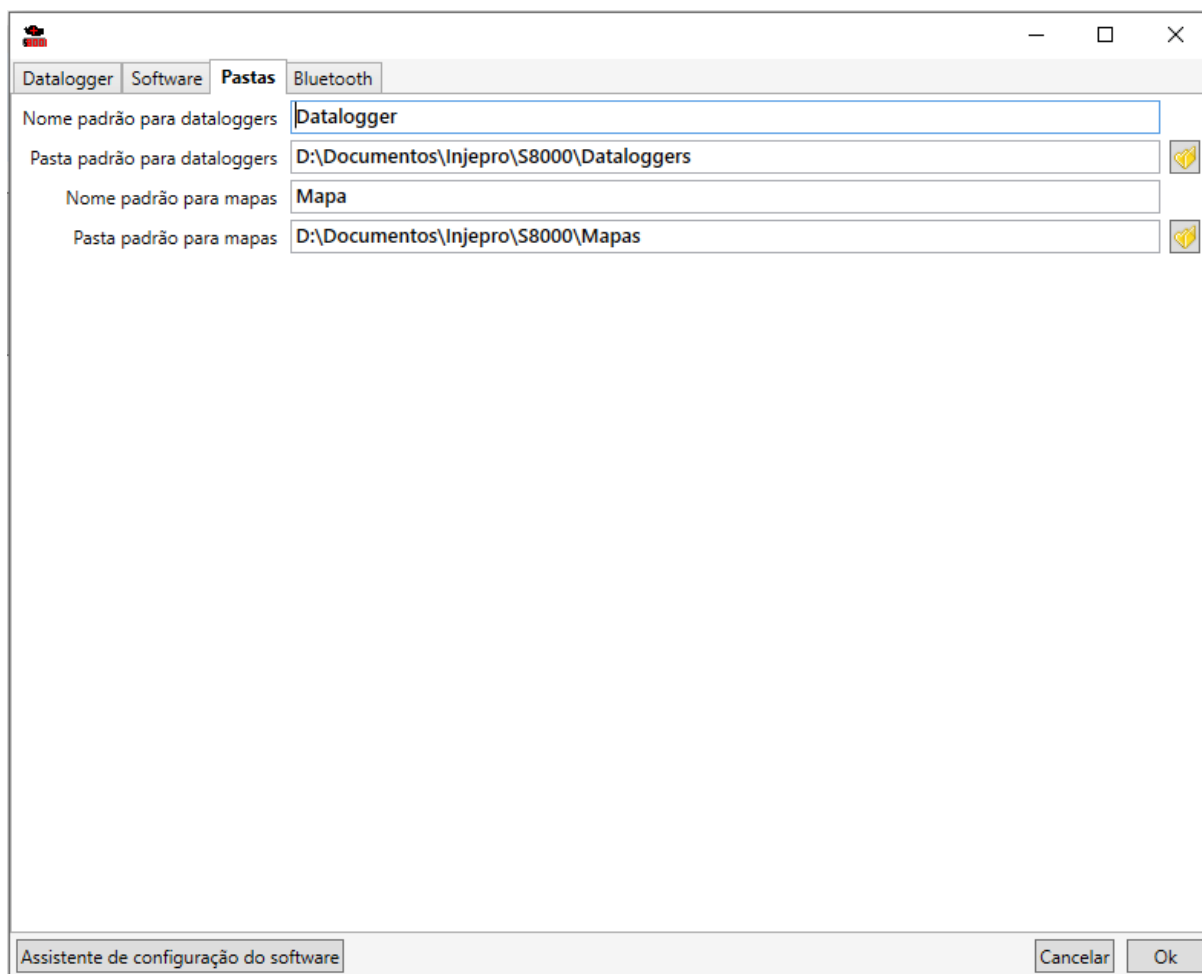 Datalogger Software Pastas Bluetooth
Nome padrão para dataloggers Datalogger
Pasta padrão para dataloggers D:\Documentos\Injepro\S8000\Dataloggers
Nome padrão para mapas Mapa
Pasta padrão para mapas D:\Documentos\Injepro\S8000\Mapas
Assistente de configuração do software Cancelar Ok